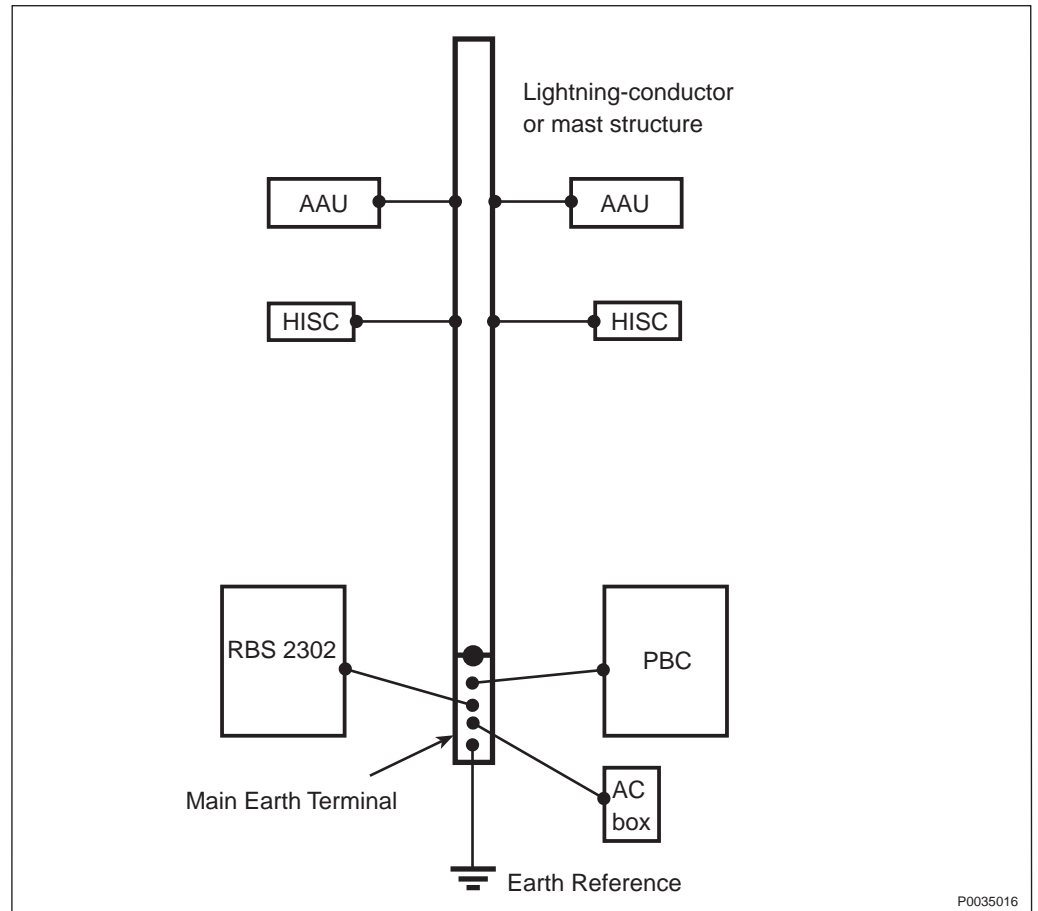 Lightning-conductor
or mast structure
AAU
AAU
HISC
HISC
RBS 2302
PBC
Main Earth Terminal
AC
box
Earth Reference
P0035016